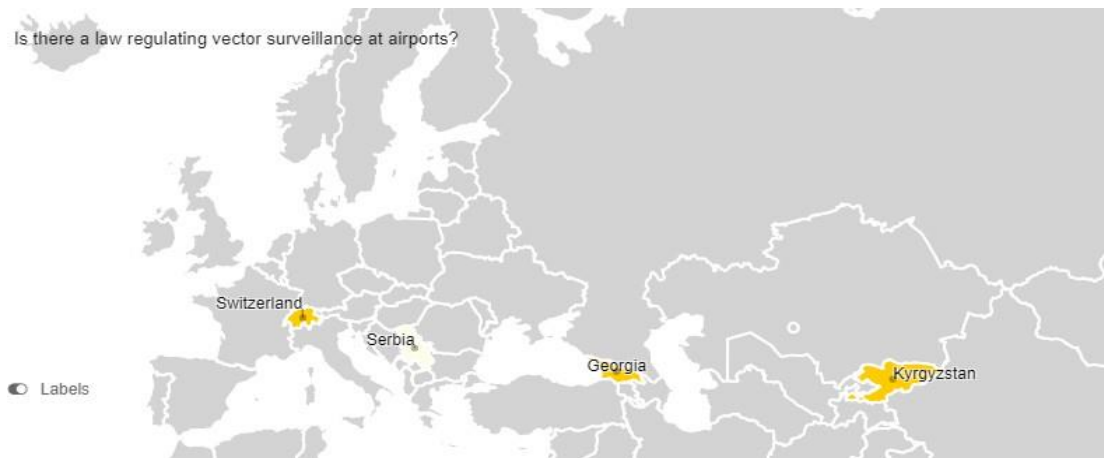 Is there a law regulating vector surveillance at airports?
Switzerland
Serbia
Georgia
Kyrgyzstan
Labels